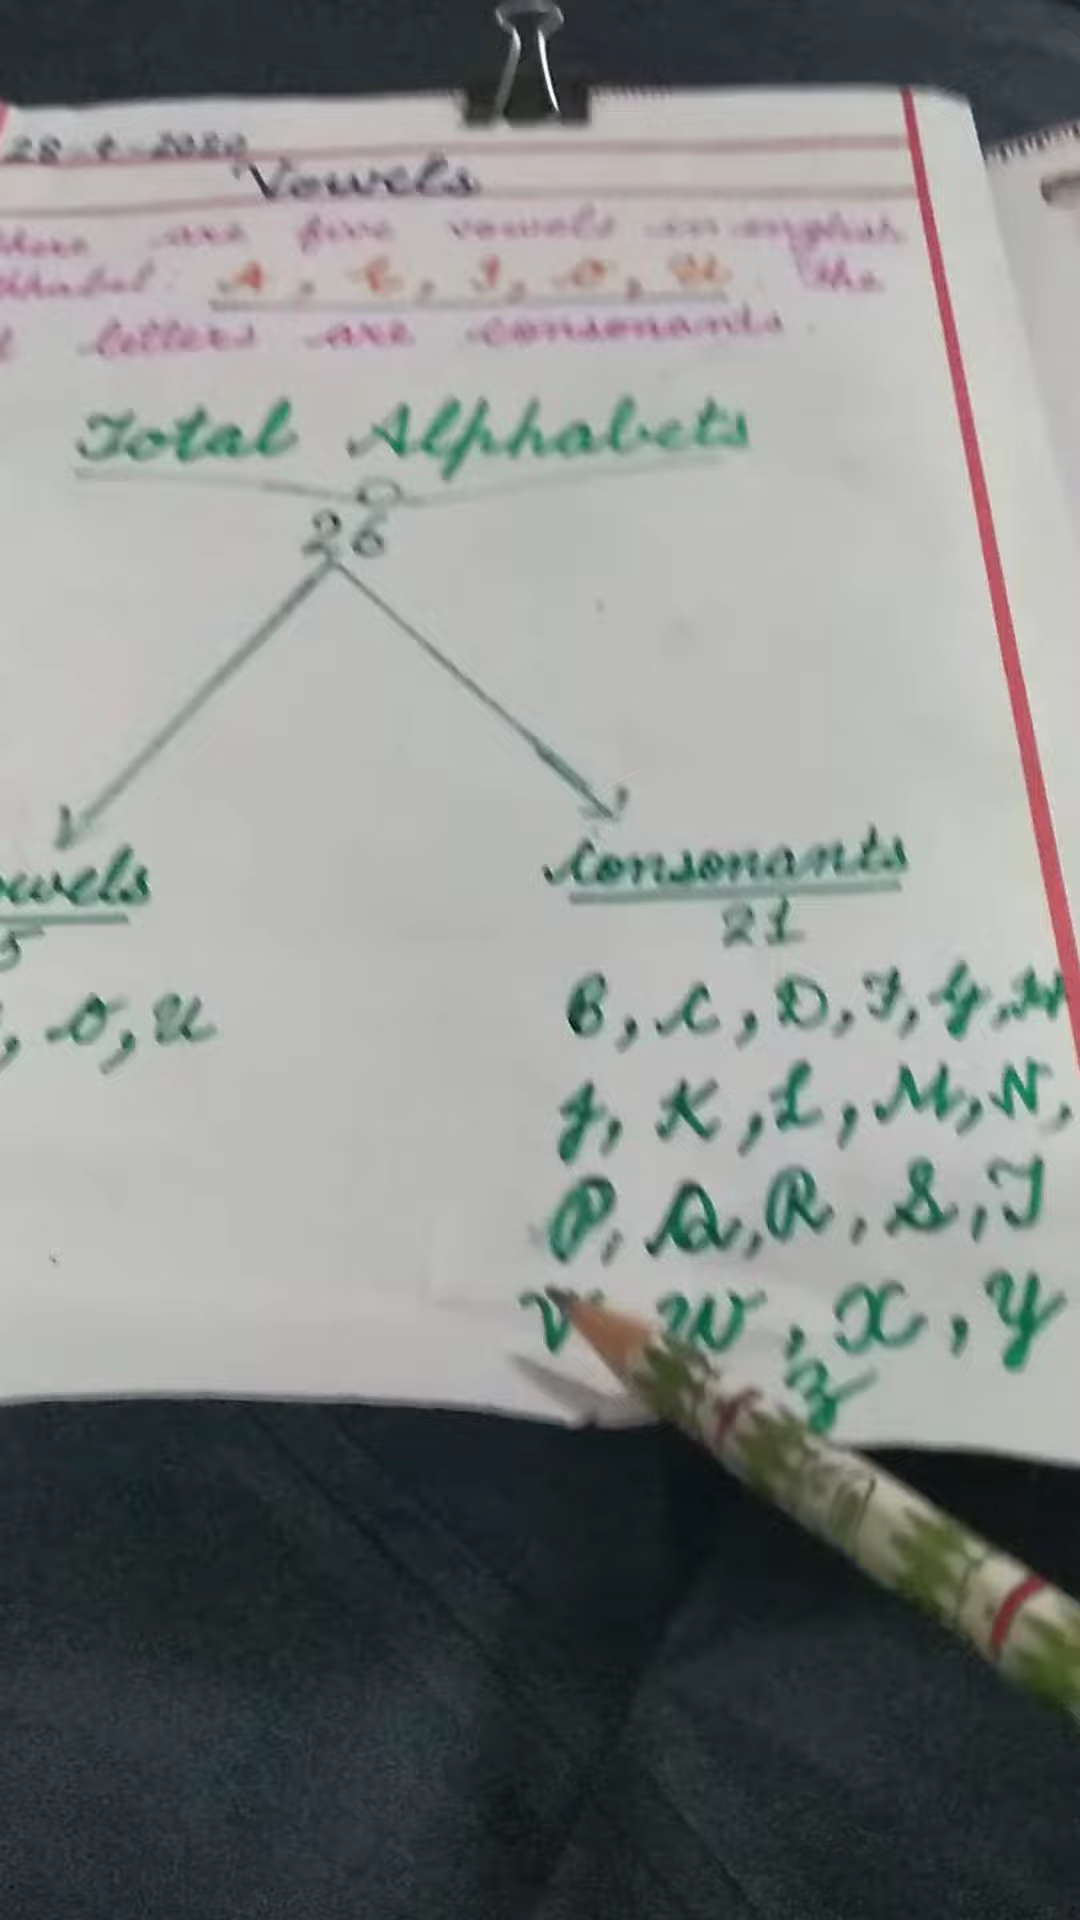 28-4-2020
Vowels
There are five vowels in english
alphabet. A, E, I, O, U. The
letters are consonants.
Total Alphabets
26
owels Consonants
5 21
, O, U B, C, D, F, G, H
J, K, L, M, N,
P, Q, R, S, T
V W, X, Y
Z